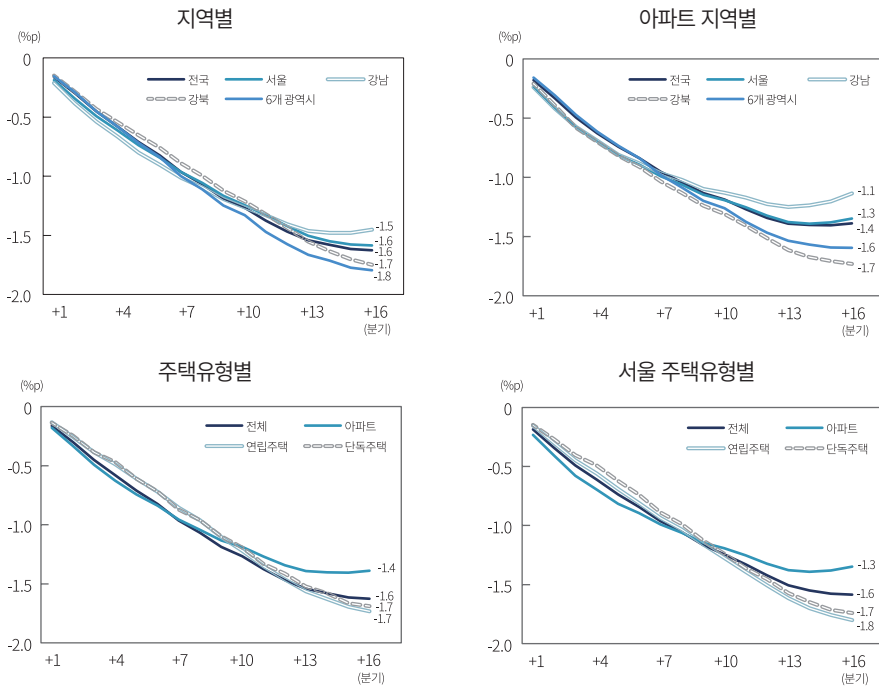 지역별
(%p)
전국 서울 강남
강북 6개 광역시
0
-0.5
-1.0
-1.5
-2.0
-1.5
-1.6
-1.6
-1.7
-1.8
+1 +4 +7 +10 +13 +16
(분기)
아파트 지역별
(%p)
전국 서울 강남
강북 6개 광역시
0
-0.5
-1.0
-1.5
-2.0
-1.1
-1.3
-1.4
-1.6
-1.7
+1 +4 +7 +10 +13 +16
(분기)
주택유형별
(%p)
전체 아파트
연립주택 단독주택
0
-0.5
-1.0
-1.5
-2.0
-1.4
-1.6
-1.7
-1.7
+1 +4 +7 +10 +13 +16
(분기)
서울 주택유형별
(%p)
전체 아파트
연립주택 단독주택
0
-0.5
-1.0
-1.5
-2.0
-1.3
-1.6
-1.7
-1.8
+1 +4 +7 +10 +13 +16
(분기)